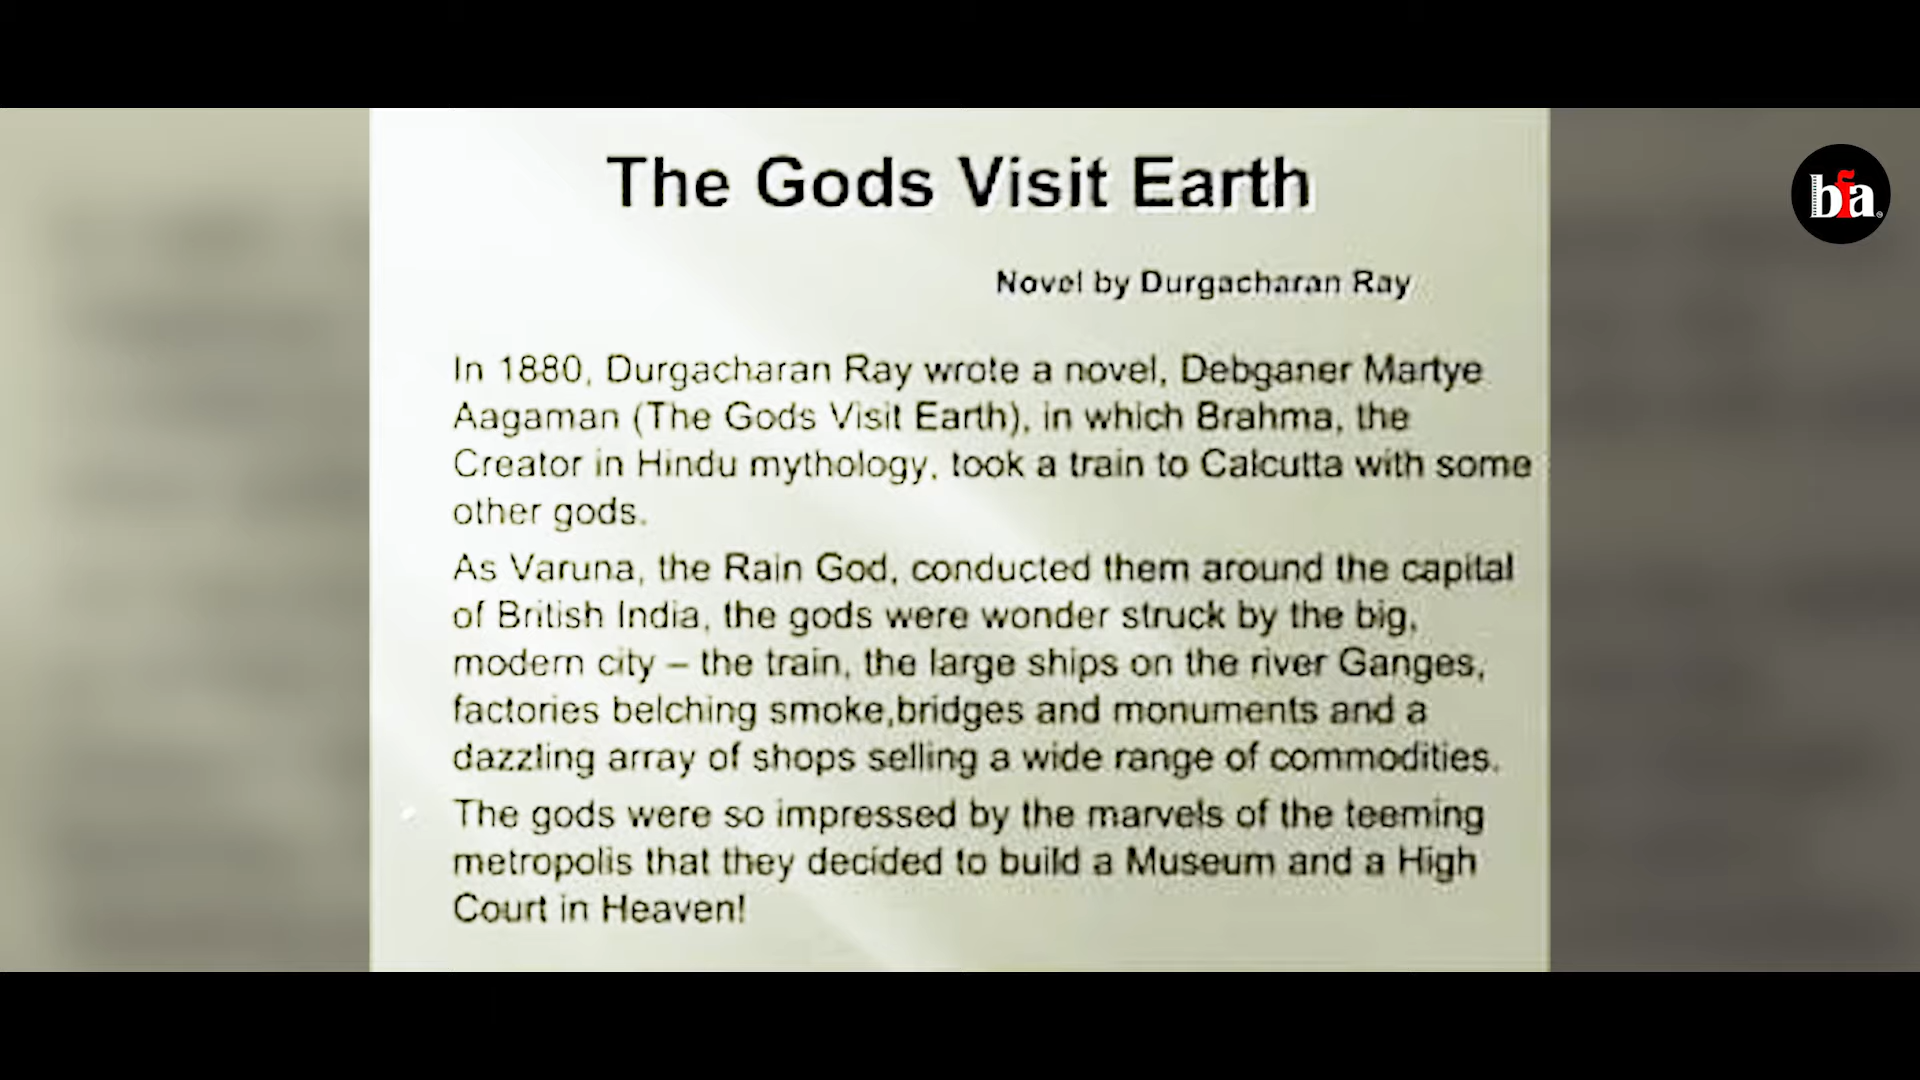 The Gods Visit Earth
bfa
Novel by Durgacharan Ray
In 1880, Durgacharan Ray wrote a novel, Debganer Martye
Aagaman (The Gods Visit Earth), in which Brahma, the
Creator in Hindu mythology, took a train to Calcutta with some
other gods.
As Varuna, the Rain God, conducted them around the capital
of British India, the gods were wonder struck by the big,
modern city – the train, the large ships on the river Ganges,
factories belching smoke,bridges and monuments and a
dazzling array of shops selling a wide range of commodities.
The gods were so impressed by the marvels of the teeming
metropolis that they decided to build a Museum and a High
Court in Heaven!